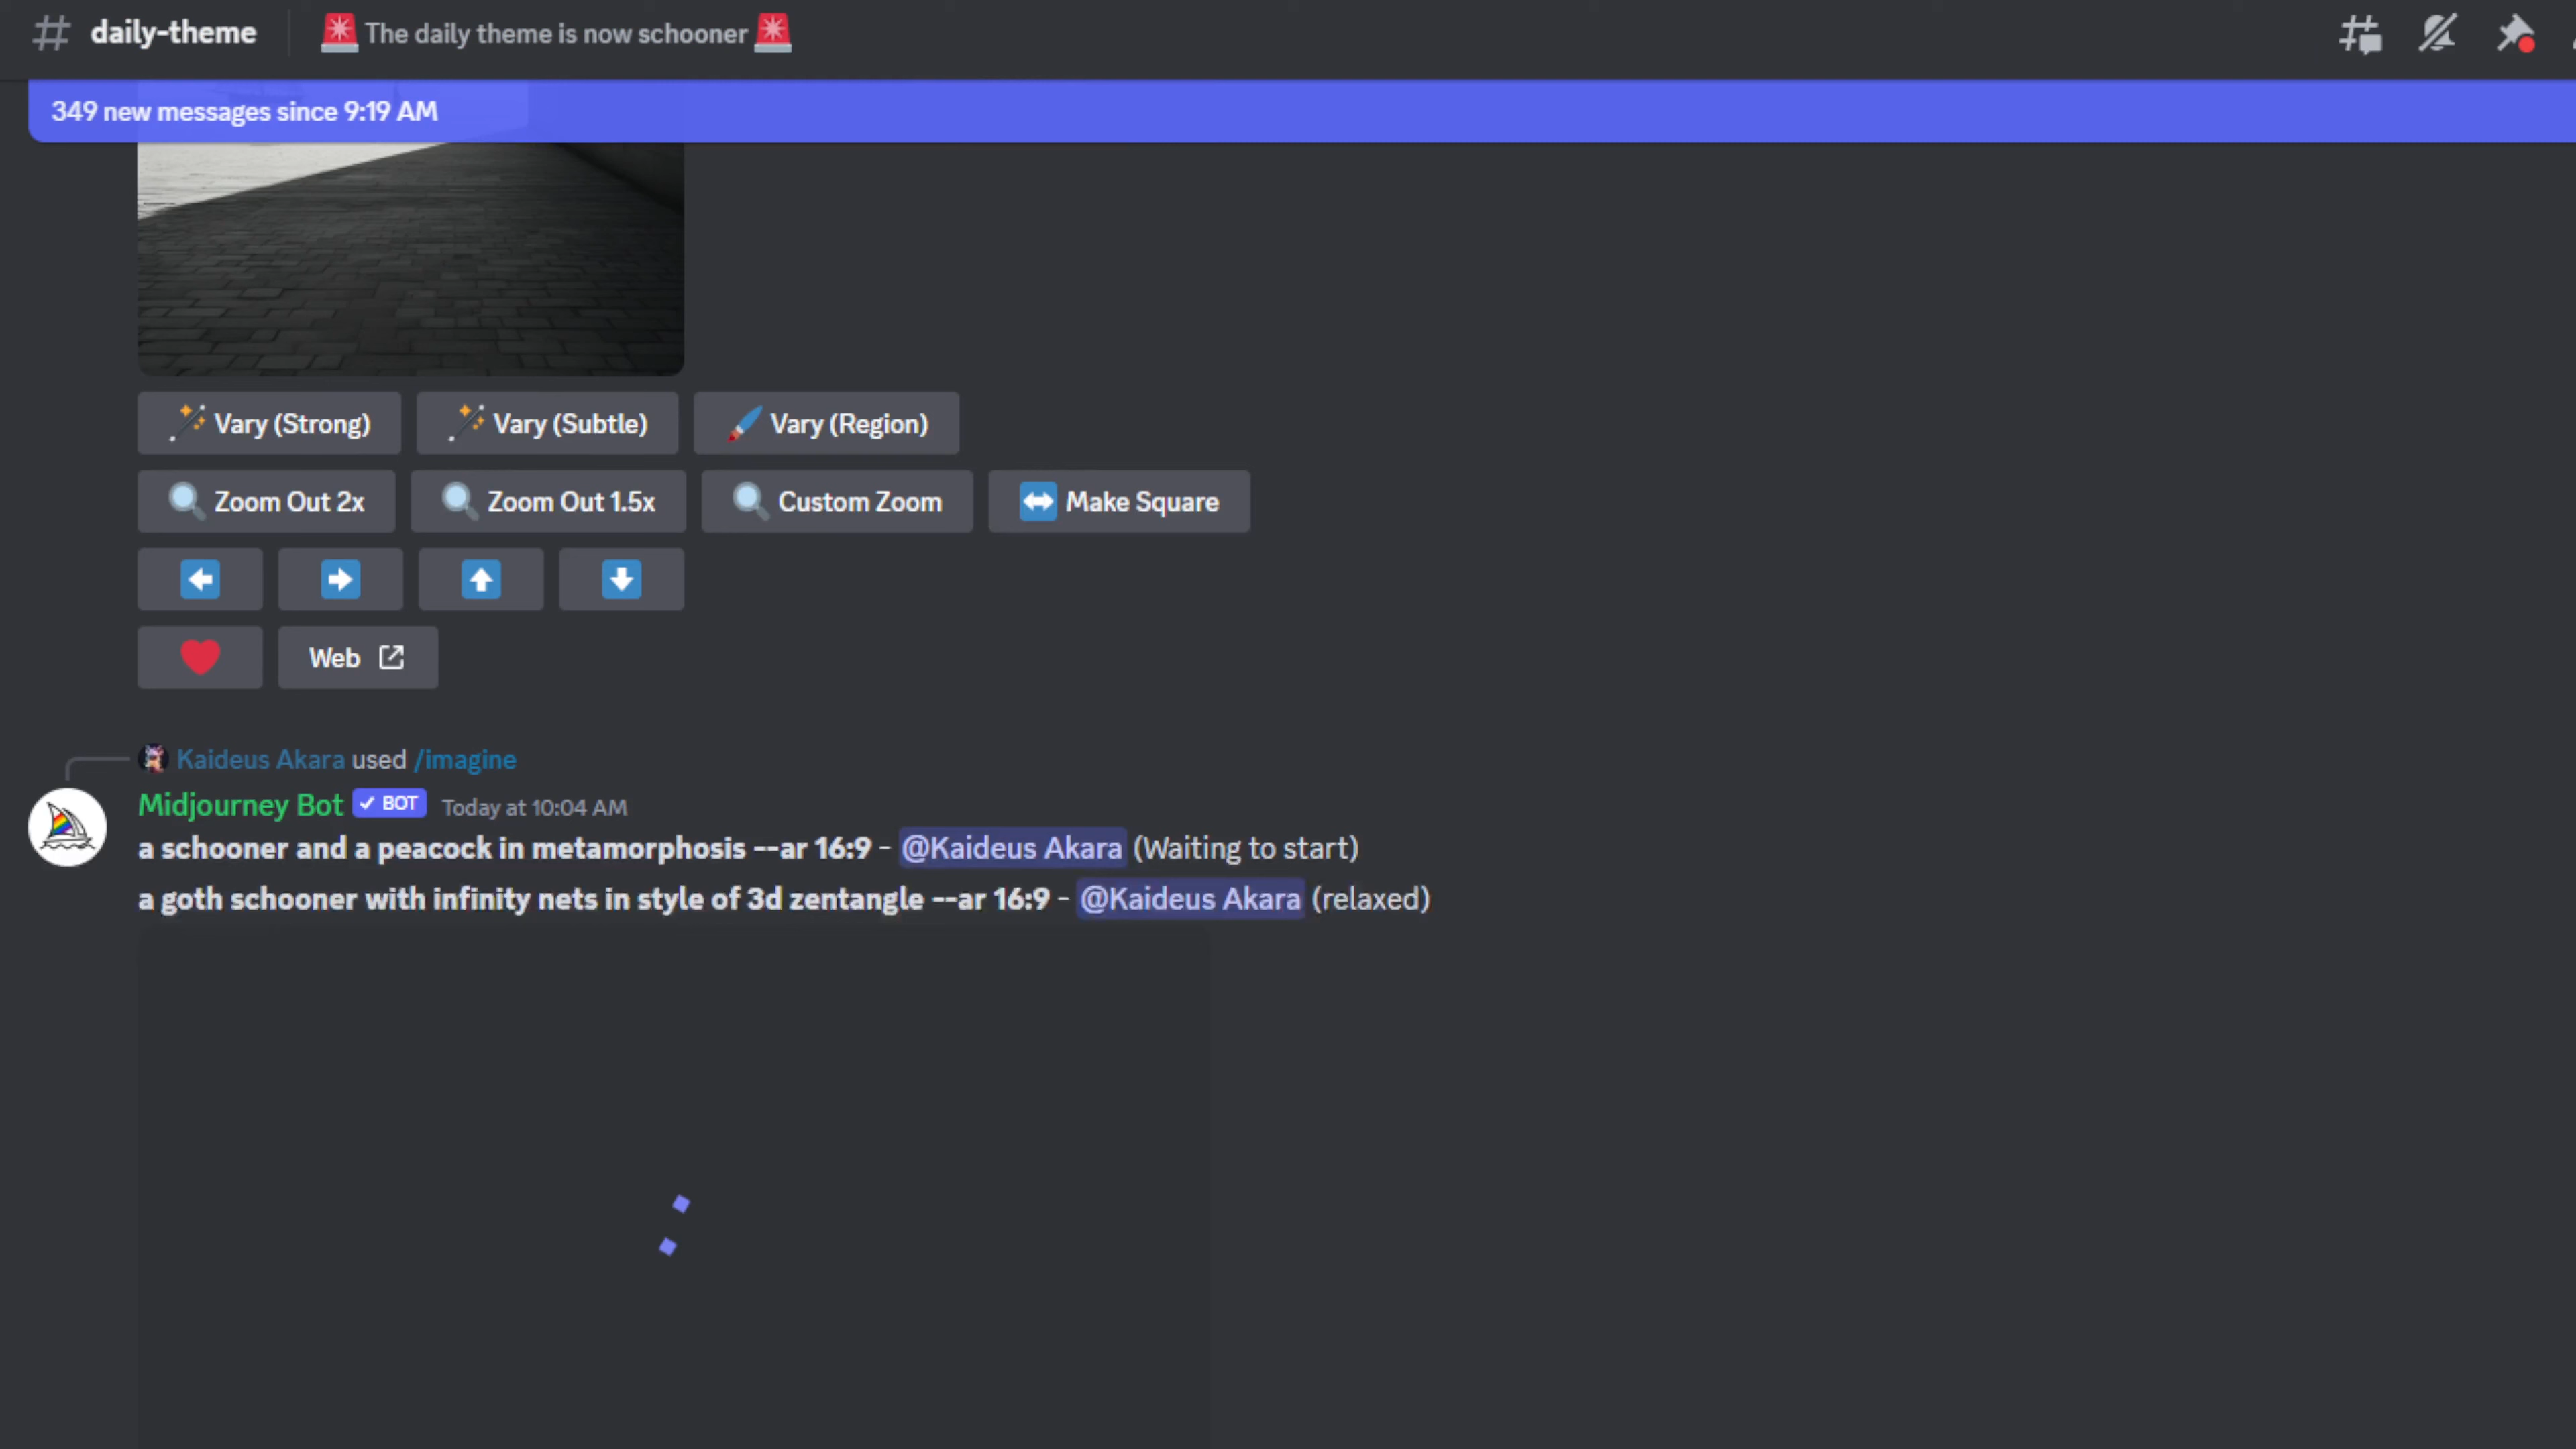 daily-theme
The daily theme is now schooner
349 new messages since 9:19 AM
Vary (Strong) Vary (Subtle) Vary (Region)
Zoom Out 2x Zoom Out 1.5x Custom Zoom Make Square
Web
Kaideus Akara used /imagine
Midjourney Bot BOT Today at 10:04 AM
a schooner and a peacock in metamorphosis --ar 16:9 - @Kaideus Akara (Waiting to start)
a goth schooner with infinity nets in style of 3d zentangle --ar 16:9 - @Kaideus Akara (relaxed)